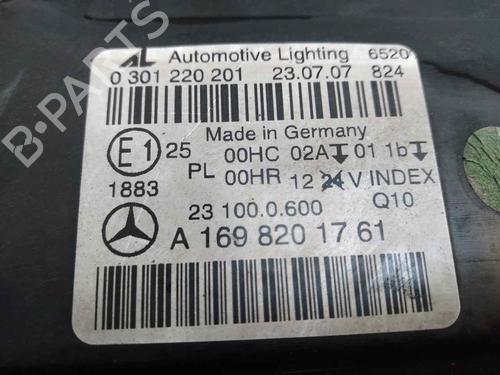 AL Automotive Lighting 6520
0 301 220 201 23.07.07 824
Made in Germany
E1 25 00HC 02A 01 1b
1883 PL 00HR 12 24 V INDEX
23 100.0.600 Q10
A 169 820 17 61
B-PARTS